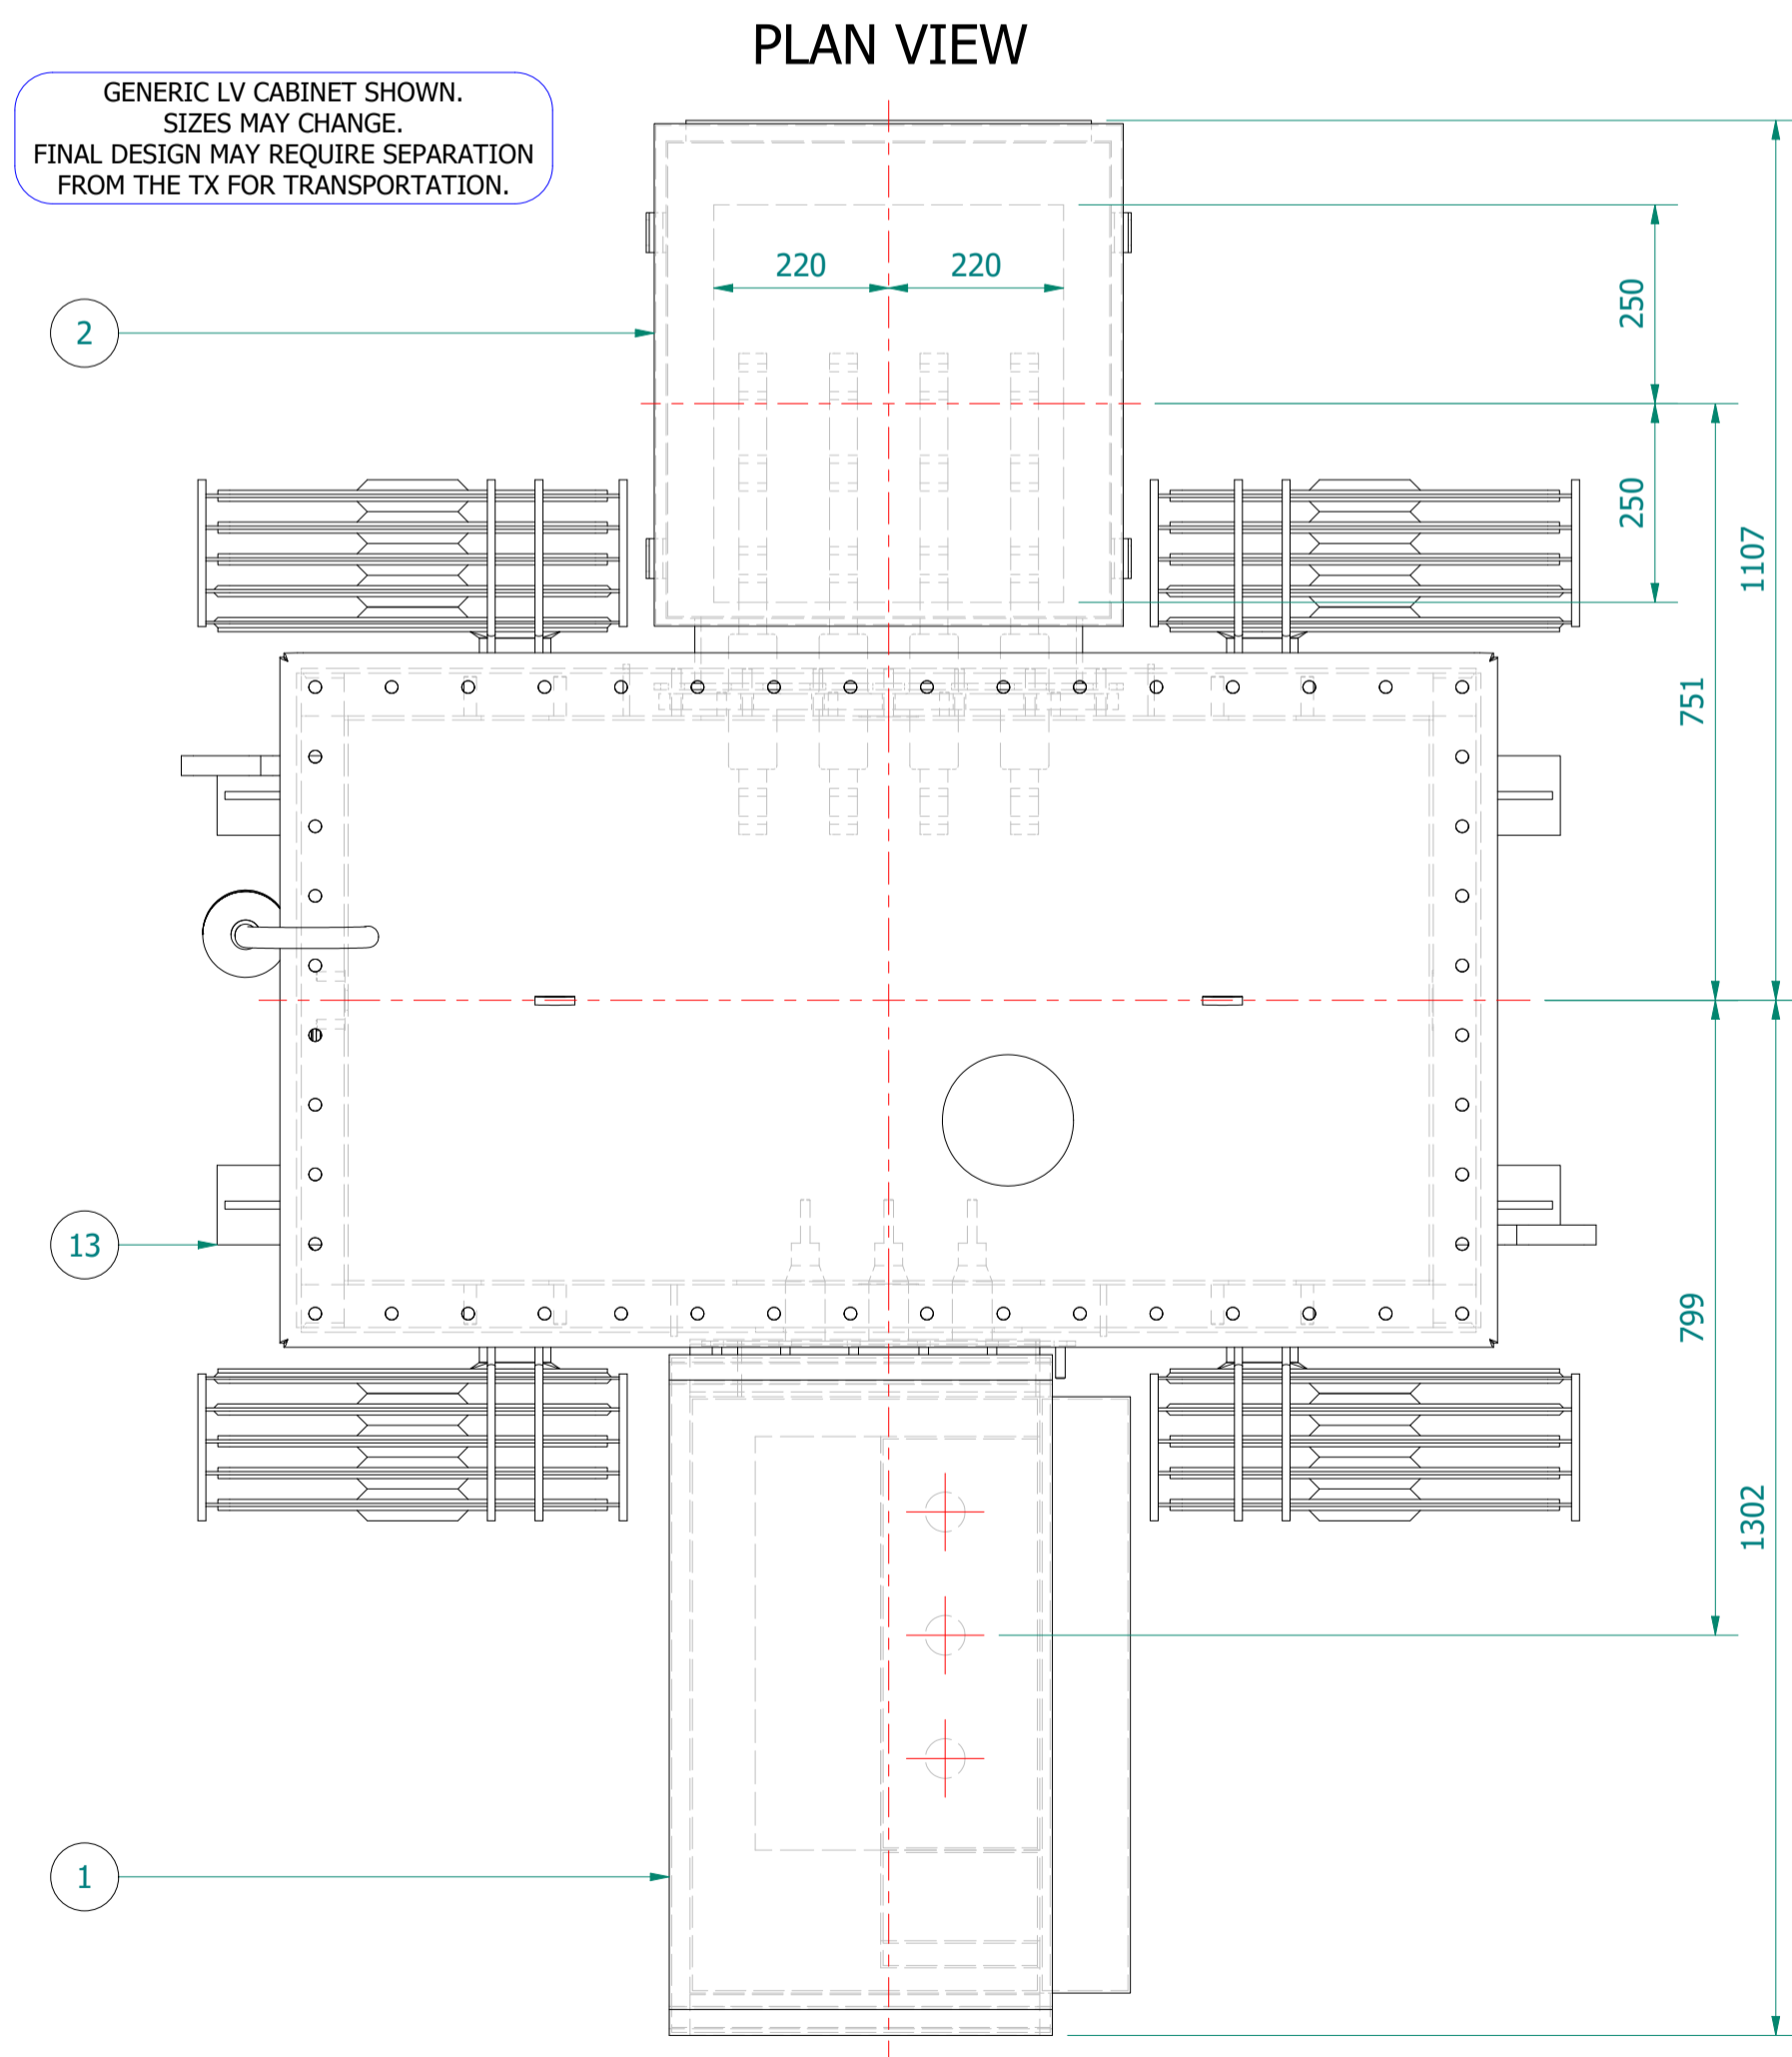 PLAN VIEW
GENERIC LV CABINET SHOWN.
SIZES MAY CHANGE.
FINAL DESIGN MAY REQUIRE SEPARATION
FROM THE TX FOR TRANSPORTATION.
220
220
250
2
250
1107
751
13
799
1302
1